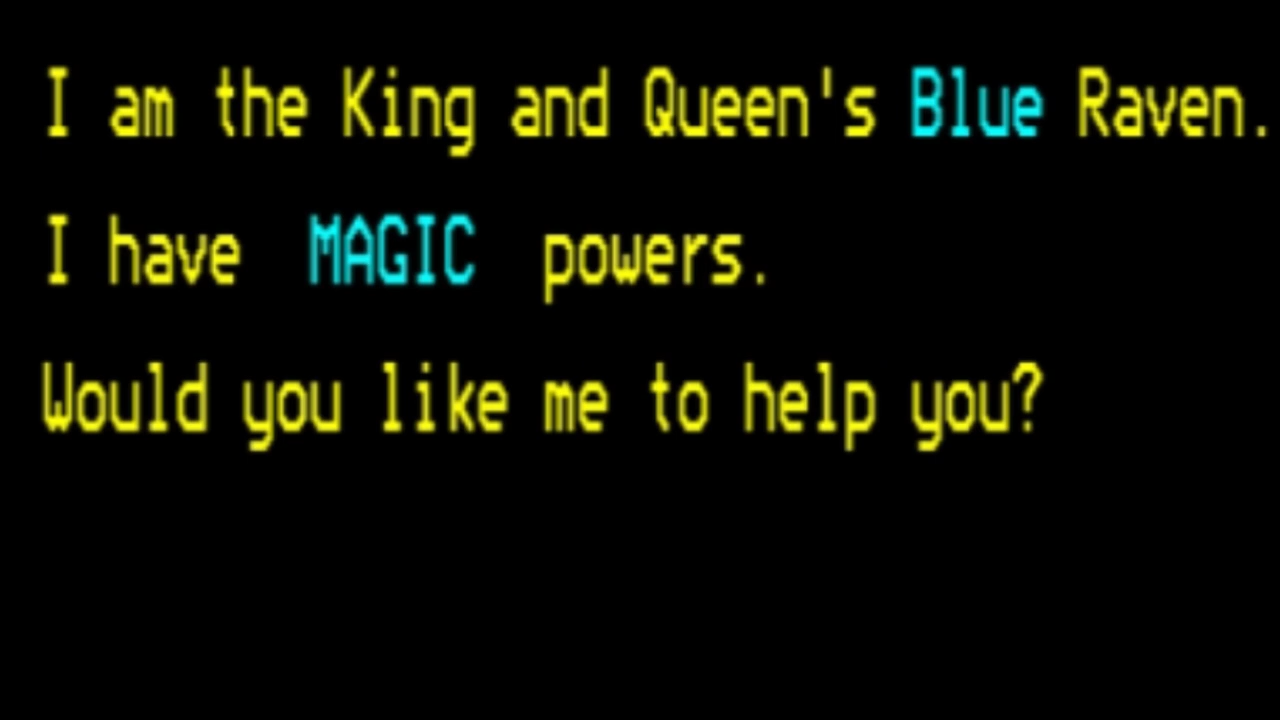 I am the King and Queen's Blue Raven.
I have MAGIC powers.
Would you like me to help you?